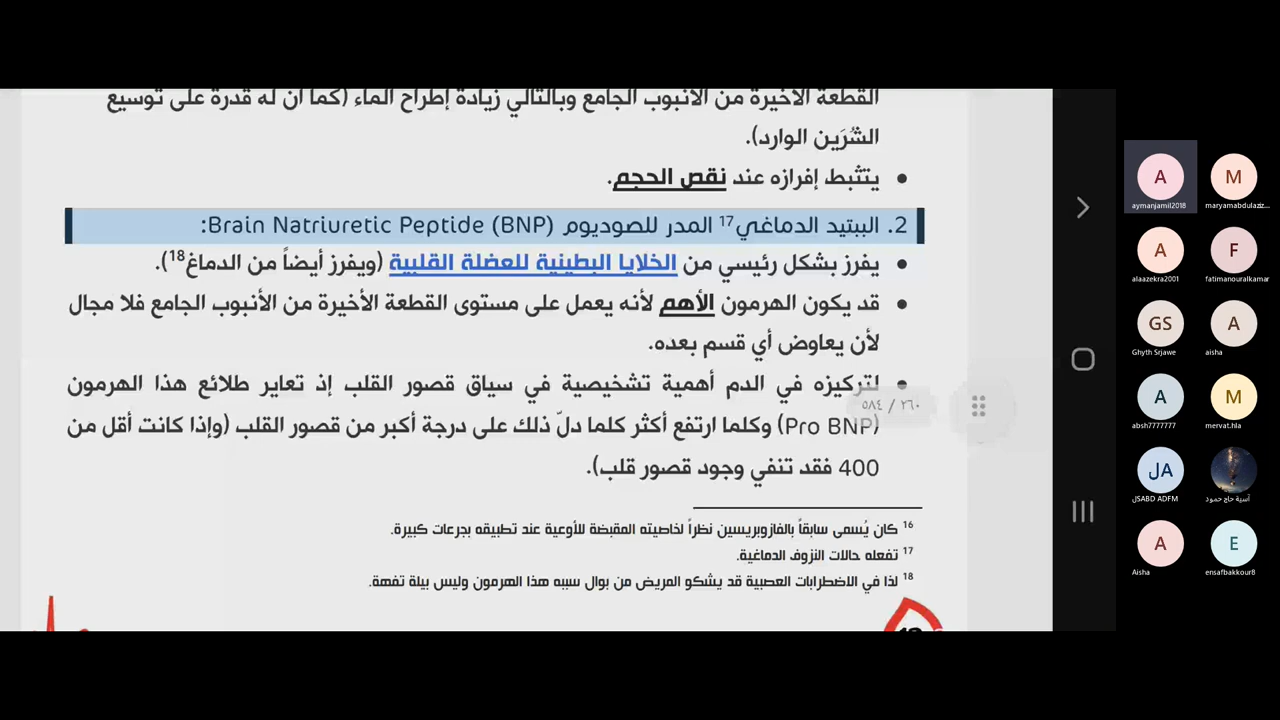 القطعة الأخيرة من الأنبوب الجامع وبالتالي زيادة إطراح الماء (كما أن له قدرة على توسيع
الشُرَين الوارد).
• يتثبط إفرازه عند نقص الحجم.
2. الببتيد الدماغي17 المدر للصوديوم Brain Natriuretic Peptide (BNP):
• يفرز بشكل رئيسي من الخلايا البطينية للعضلة القلبية (ويفرز أيضاً من الدماغ18).
• قد يكون الهرمون الأهم لأنه يعمل على مستوى القطعة الأخيرة من الأنبوب الجامع فلا مجال
لأن يعاوض أي قسم بعده.
• لتركيزه في الدم أهمية تشخيصية في سياق قصور القلب إذ تعاير طلائع هذا الهرمون
(Pro BNP) وكلما ارتفع أكثر كلما دلّ ذلك على درجة أكبر من قصور القلب (وإذا كانت أقل من
400 فقد تنفي وجود قصور قلب).
٢٦٠ / ٥٨٤
16 كان يُسمى سابقاً بالفازوبريسين نظراً لخاصيته المقبضة للأوعية عند تطبيقه بجرعات كبيرة.
17 تفعله حالات النزوف الدماغية.
18 لذا في الاضطرابات العصبية قد يشكو المريض من بوال سببه هذا الهرمون وليس بيلة تفهة.
A
aymanjamil2018
M
maryamabdulaziz...
A
alaazekra2001
F
fatimanouralkamar
GS
Ghyth Srjawe
A
aisha
A
absh7777777
M
mervat.hla
JA
JSABD ADFM
آسية حاج حمود
A
Aisha
E
ensafbakkour8